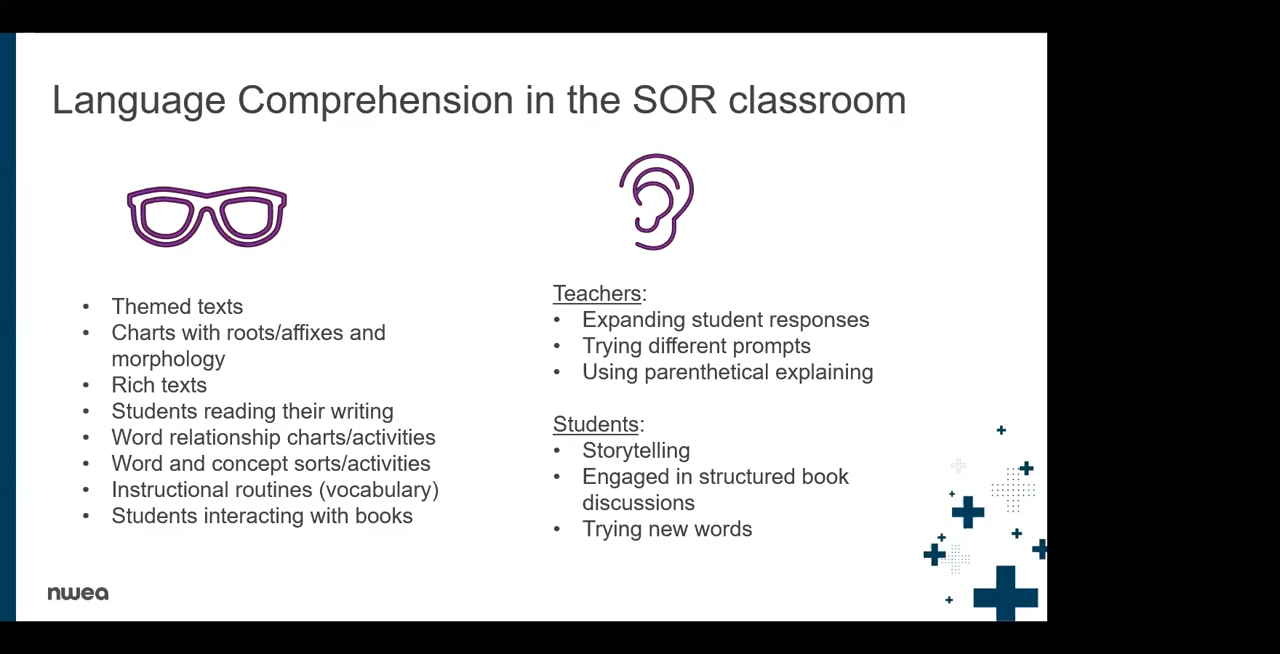 Language Comprehension in the SOR classroom
• Themed texts
• Charts with roots/affixes and
morphology
• Rich texts
• Students reading their writing
• Word relationship charts/activities
• Word and concept sorts/activities
• Instructional routines (vocabulary)
• Students interacting with books
Teachers:
• Expanding student responses
• Trying different prompts
• Using parenthetical explaining
Students:
• Storytelling
• Engaged in structured book
discussions
• Trying new words
nwea